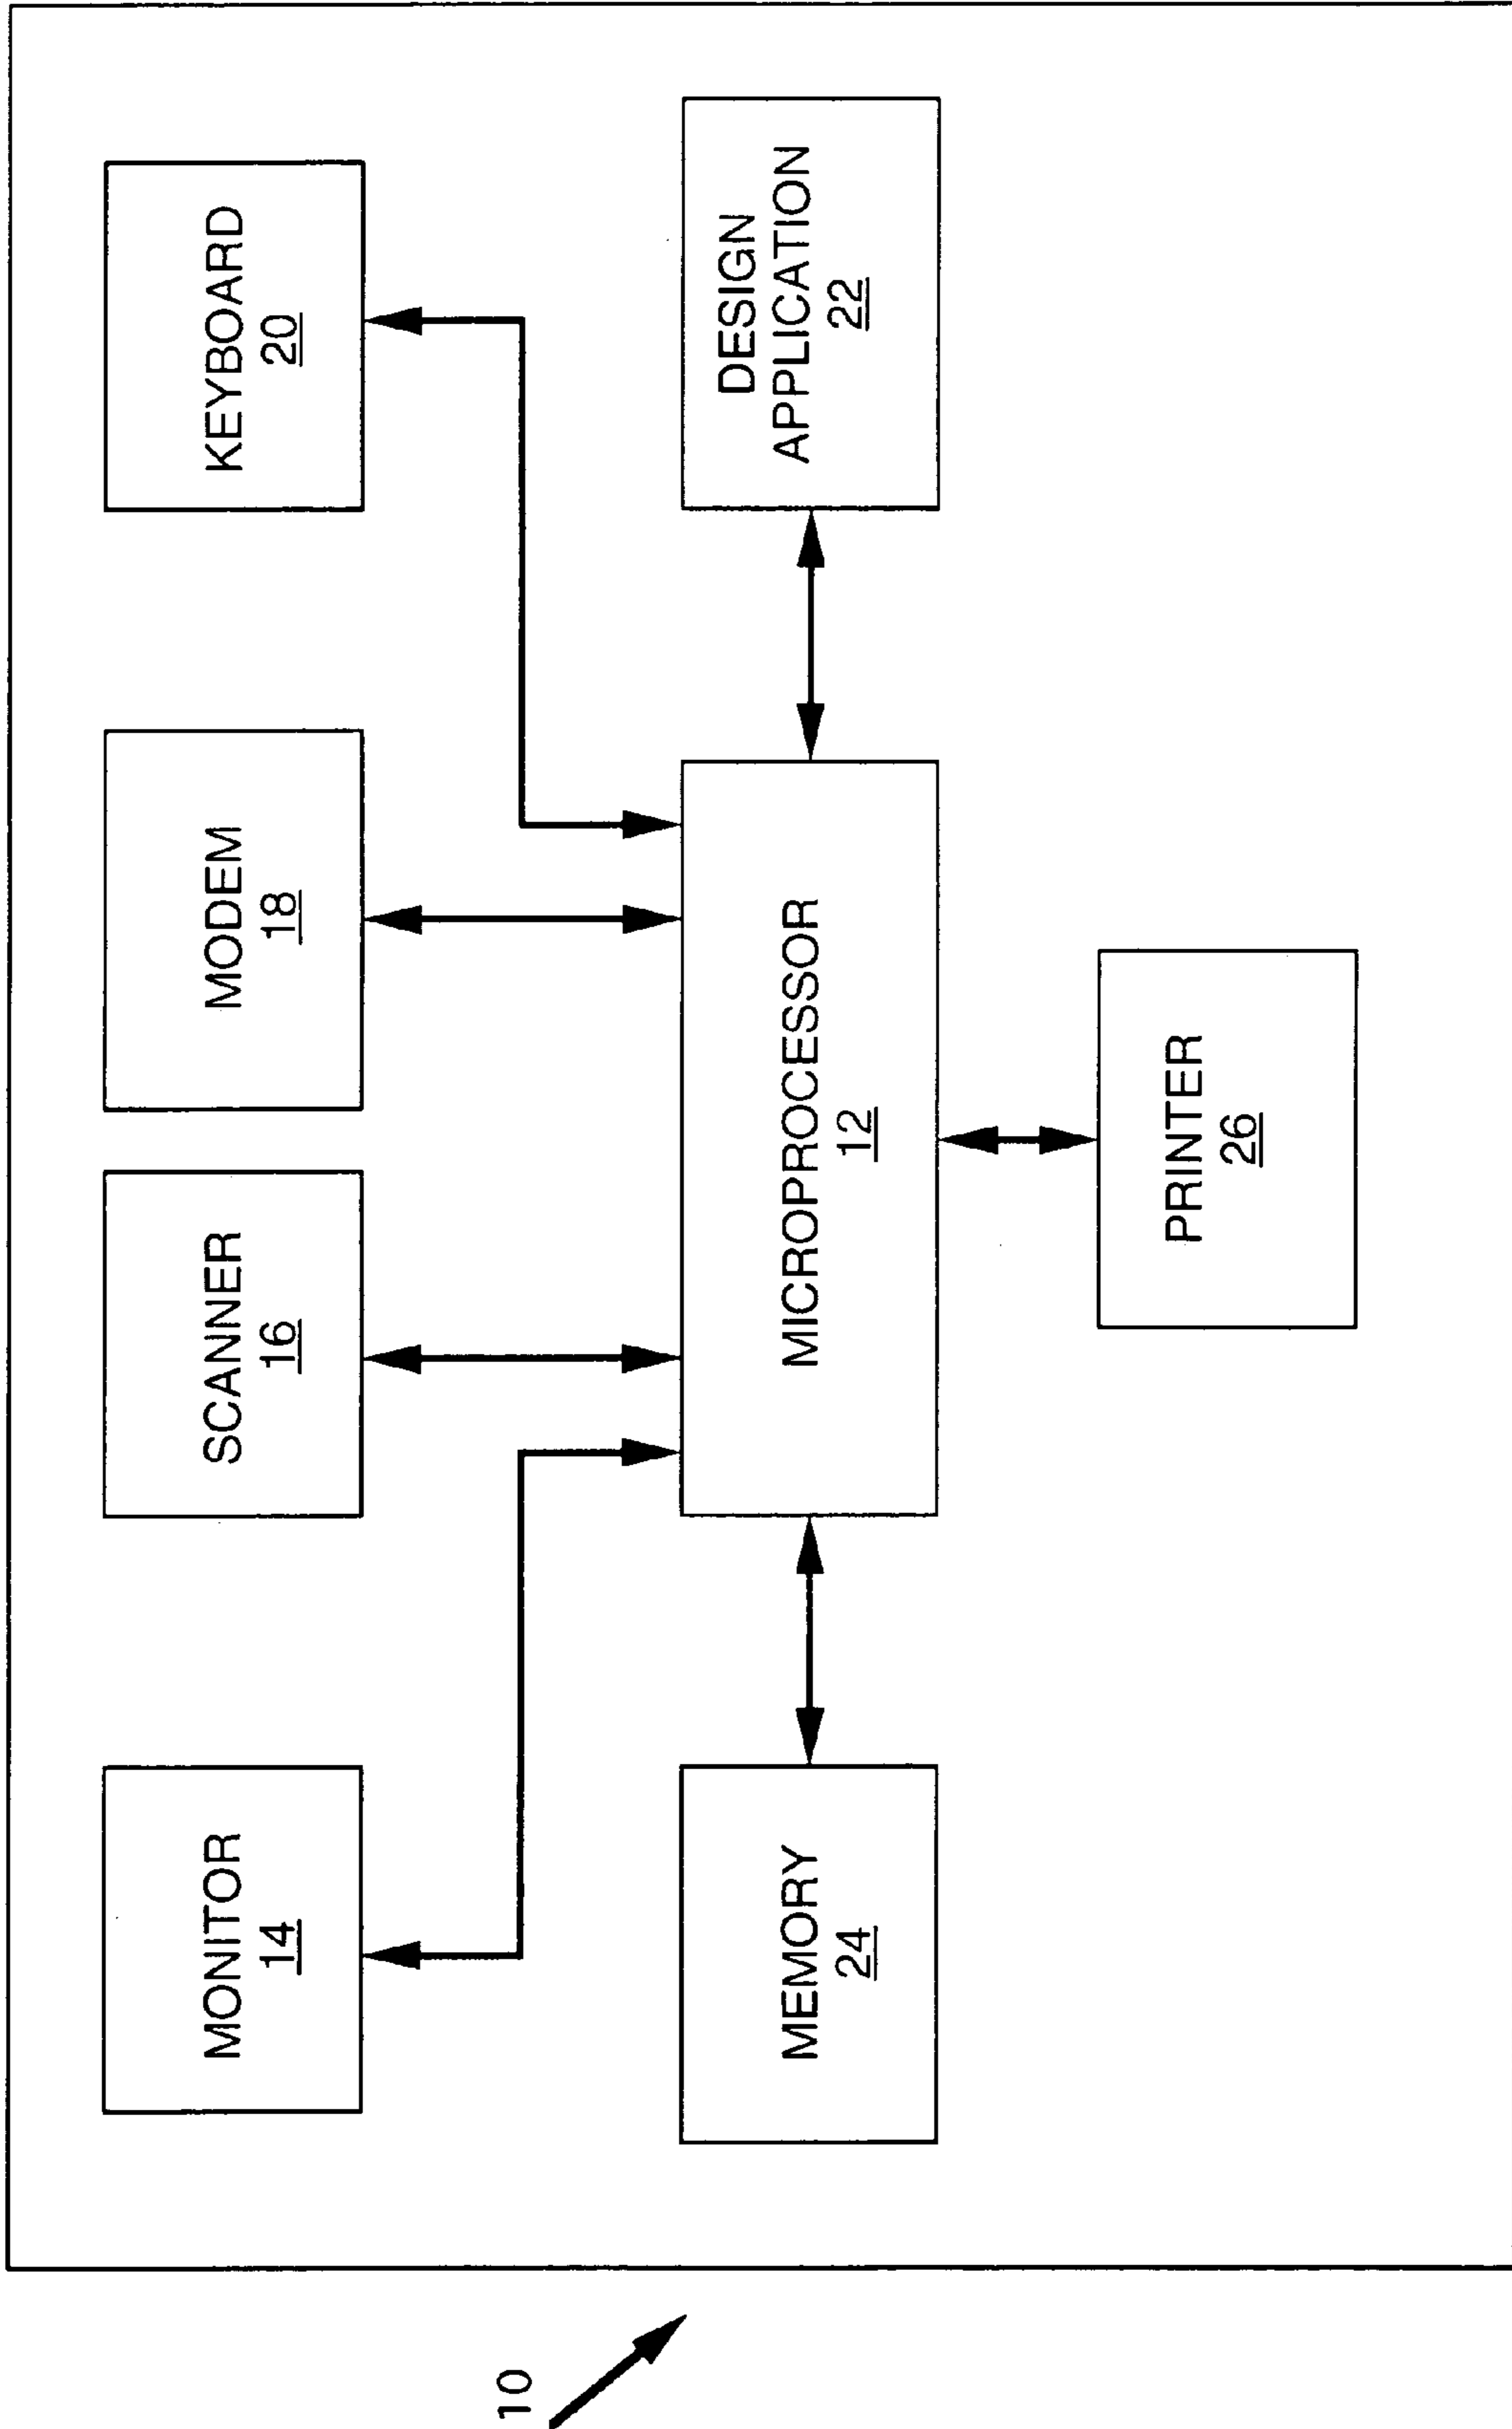 MONITOR
14
SCANNER
16
MODEM
18
KEYBOARD
20
MEMORY
24
MICROPROCESSOR
12
DESIGN
APPLICATION
22
PRINTER
26
10